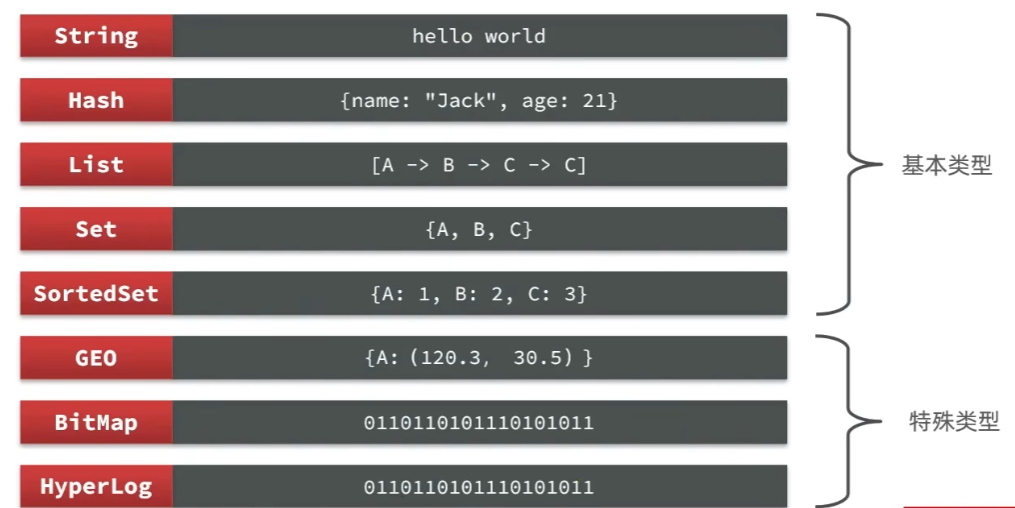 String hello world
Hash {name: "Jack", age: 21}
List [A -> B -> C -> C]
基本类型
Set {A, B, C}
SortedSet {A: 1, B: 2, C: 3}
GEO {A: (120.3, 30.5) }
BitMap 0110110101110101011
特殊类型
HyperLog 0110110101110101011